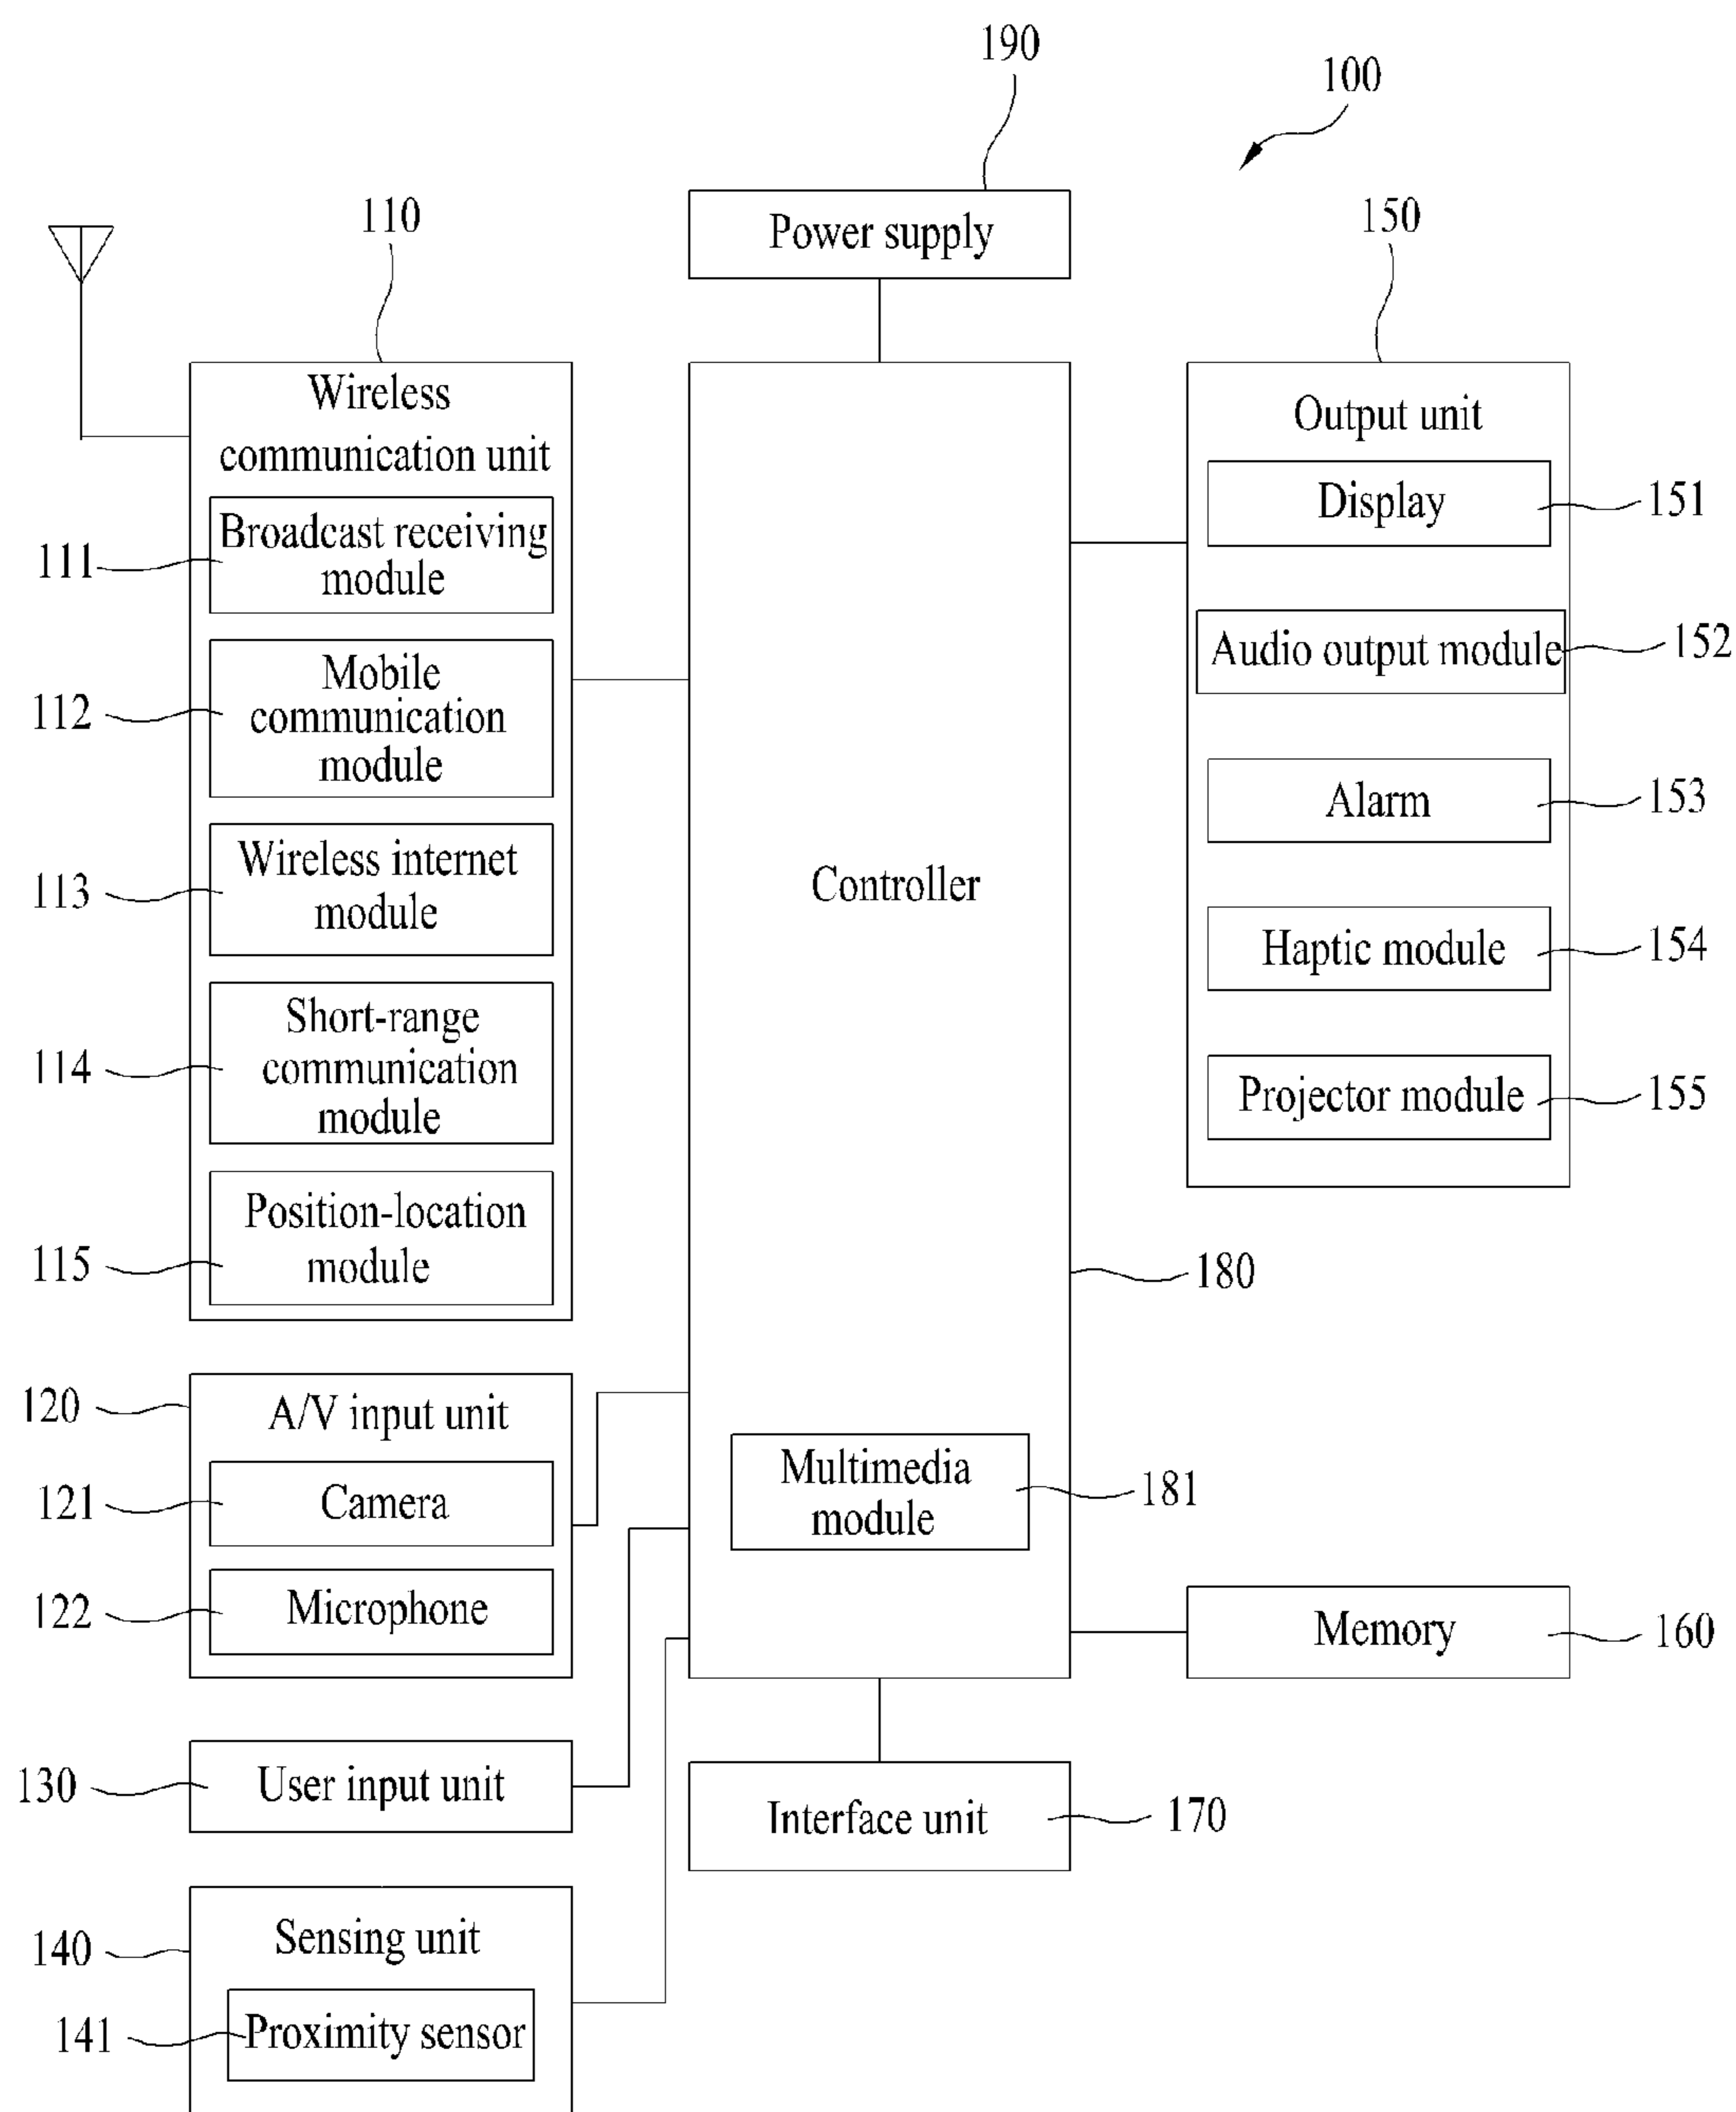 190
100
110
Power supply
150
Wireless
communication unit
Broadcast receiving
module
111
Mobile
communication
module
112
Wireless internet
module
113
Short-range
communication
module
114
Position-location
module
115
120
A/V input unit
121
Camera
122
Microphone
130
User input unit
140
Sensing unit
141
Proximity sensor
Controller
180
Multimedia
module
181
Interface unit
170
Output unit
Display
151
Audio output module
152
Alarm
153
Haptic module
154
Projector module
155
Memory
160